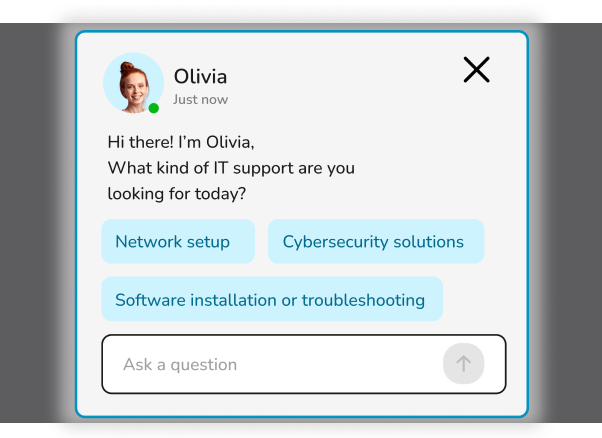 Olivia
Just now
Hi there! I’m Olivia,
What kind of IT support are you
looking for today?
Network setup
Cybersecurity solutions
Software installation or troubleshooting
Ask a question